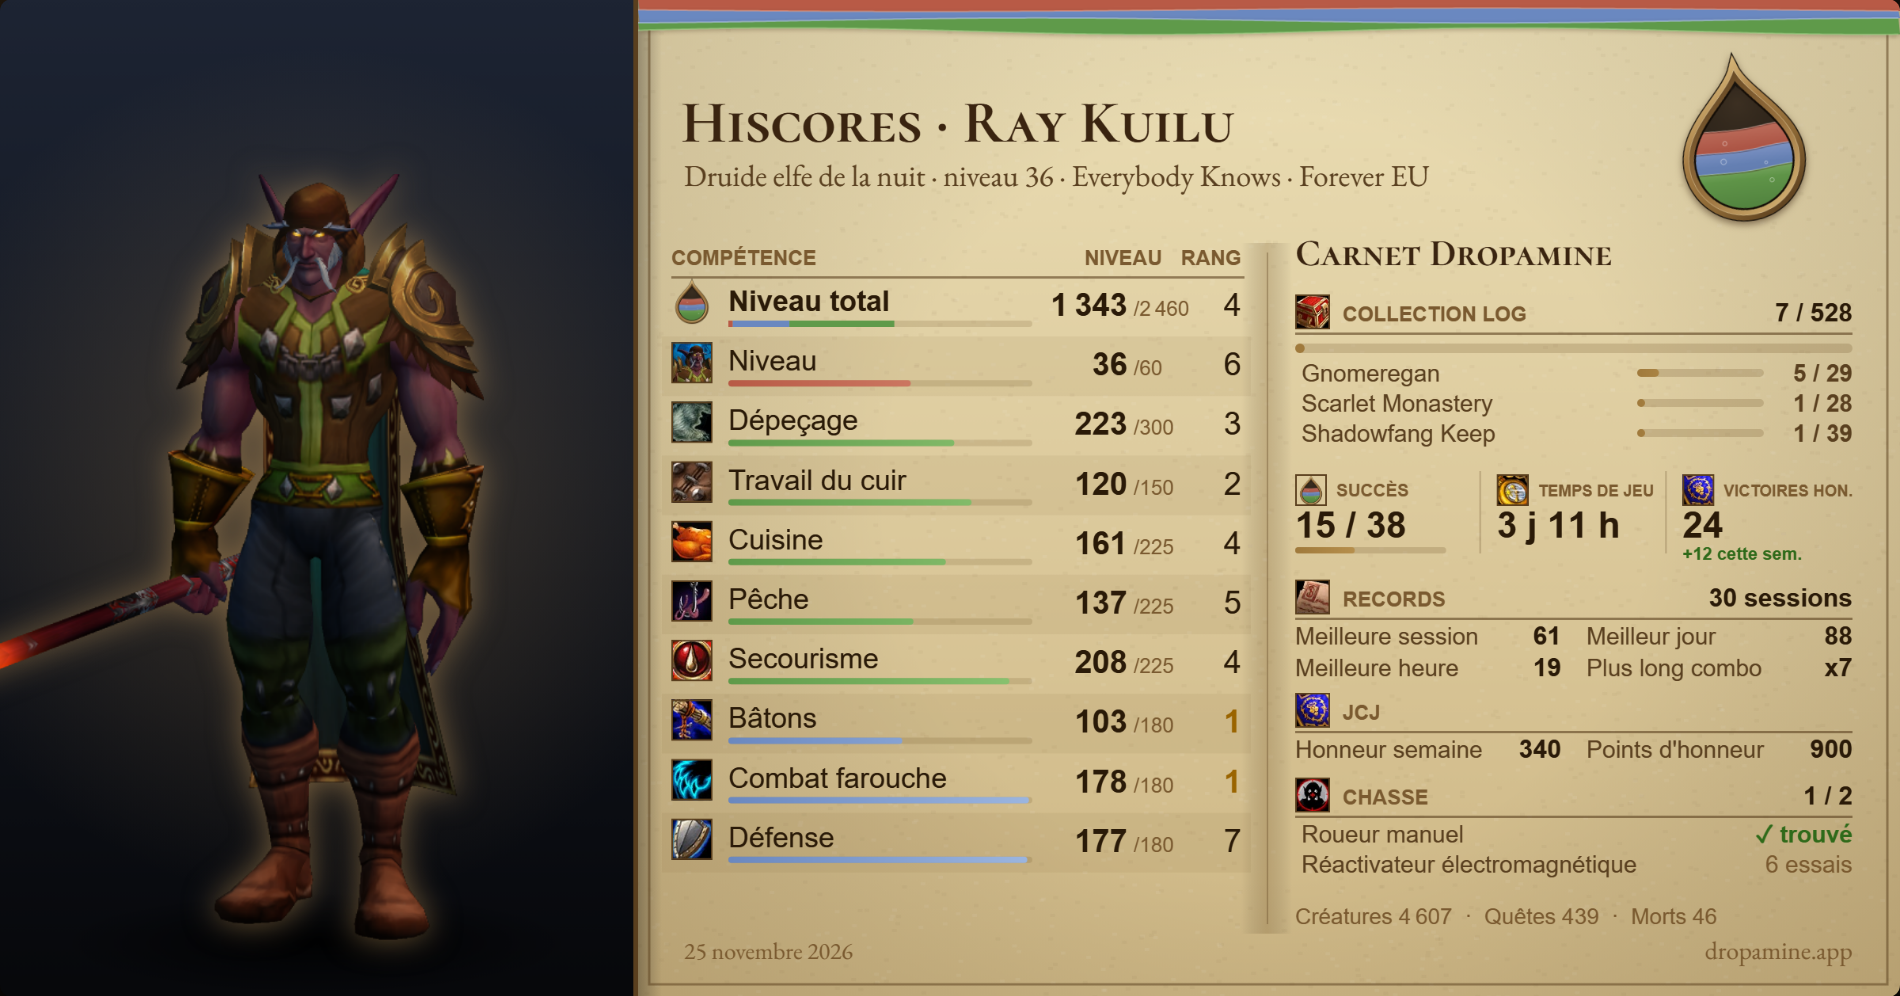 Hiscores · Ray Kuilu
Druide elfe de la nuit · niveau 36 · Everybody Knows · Forever EU
COMPÉTENCE NIVEAU RANG
Niveau total 1 343 /2 460 4
Niveau 36 /60 6
Dépeçage 223 /300 3
Travail du cuir 120 /150 2
Cuisine 161 /225 4
Pêche 137 /225 5
Secourisme 208 /225 4
Bâtons 103 /180 1
Combat farouche 178 /180 1
Défense 177 /180 7
25 novembre 2026
Carnet Dropamine
COLLECTION LOG 7 / 528
Gnomeregan 5 / 29
Scarlet Monastery 1 / 28
Shadowfang Keep 1 / 39
SUCCÈS TEMPS DE JEU VICTOIRES HON.
15 / 38 3 j 11 h 24
+12 cette sem.
RECORDS 30 sessions
Meilleure session 61 Meilleur jour 88
Meilleure heure 19 Plus long combo x7
JCJ
Honneur semaine 340 Points d'honneur 900
CHASSE 1 / 2
Roueur manuel ✓ trouvé
Réactivateur électromagnétique 6 essais
Créatures 4 607 · Quêtes 439 · Morts 46
dropamine.app